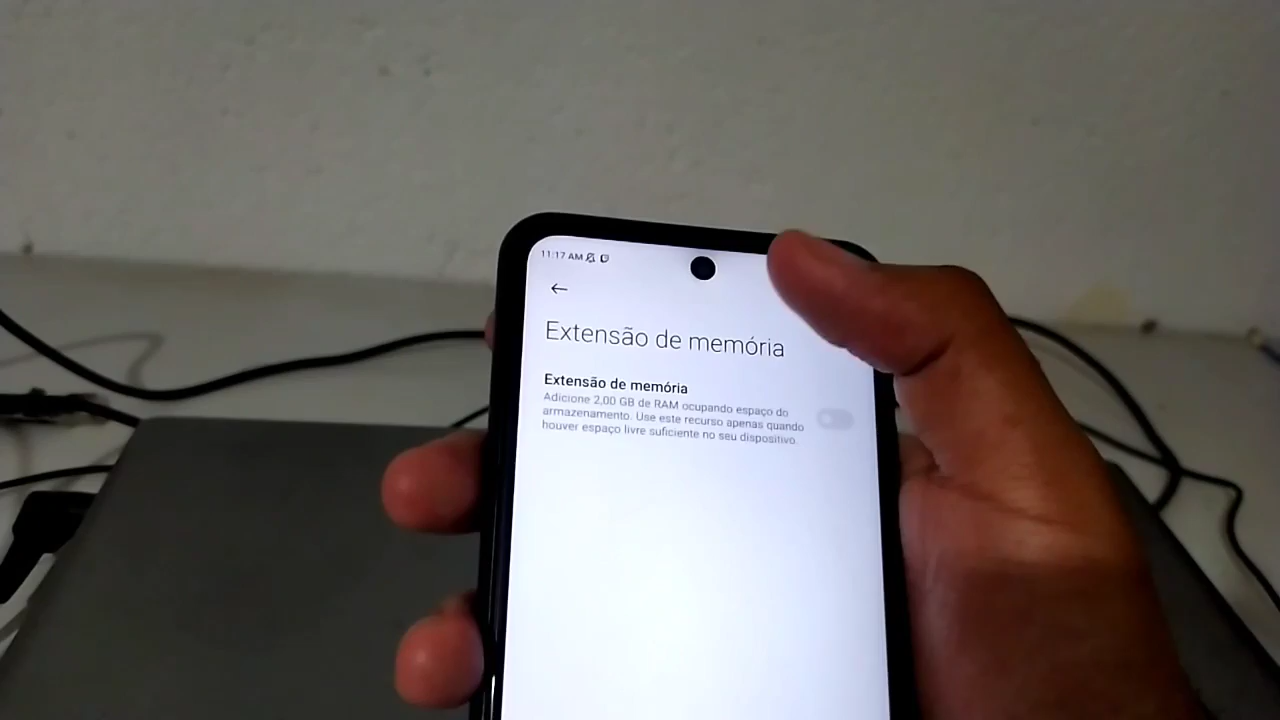 11:17 AM
Extensão de memória
Extensão de memória
Adicione 2,00 GB de RAM ocupando espaço do
armazenamento. Use este recurso apenas quando
houver espaço livre suficiente no seu dispositivo.